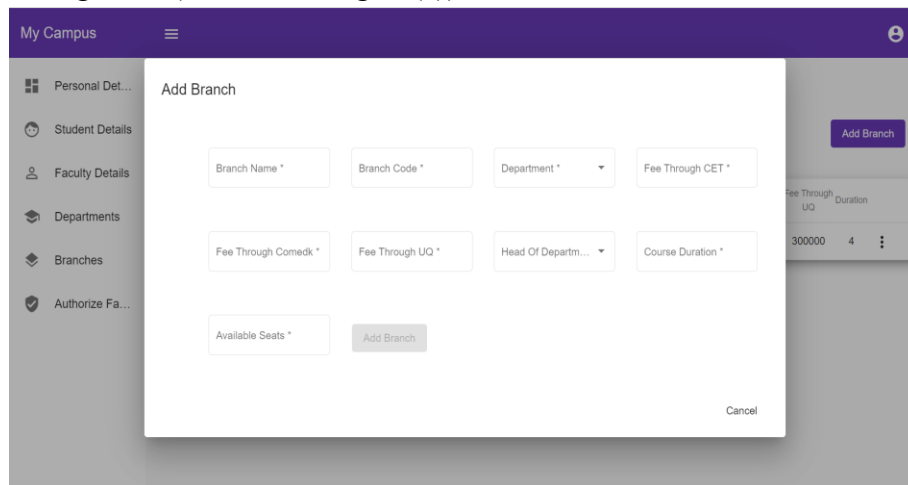 My Campus
Personal Det...
Student Details
Faculty Details
Departments
Branches
Authorize Fa...
Add Branch
Branch Name *
Branch Code *
Department *
Fee Through CET *
Fee Through Comedk *
Fee Through UQ *
Head Of Departm...
Course Duration *
Available Seats *
Add Branch
Cancel
Add Branch
Fee Through
UQ
Duration
300000 4